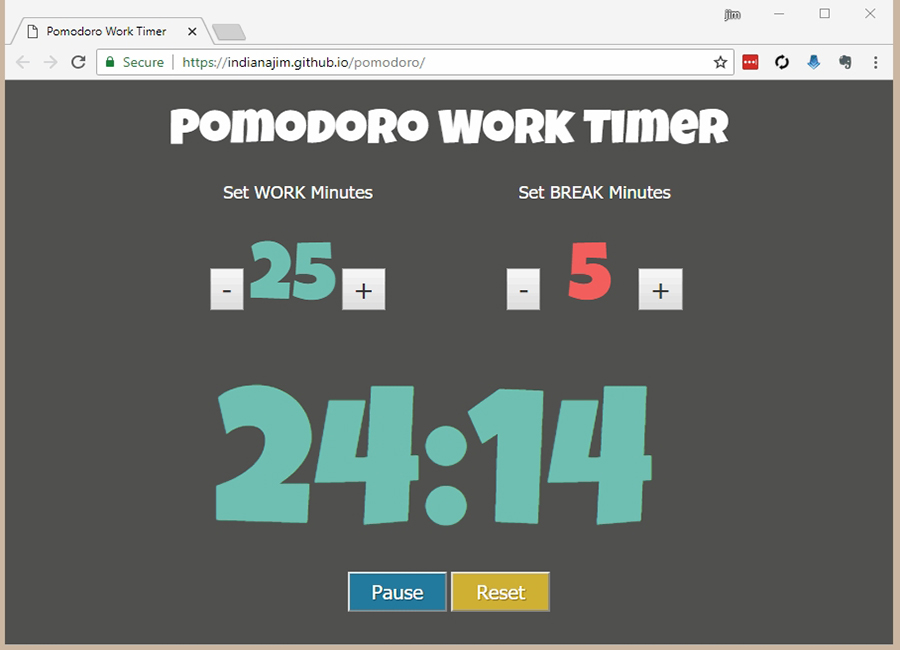 jim
Pomodoro Work Timer
Secure https://indianajim.github.io/pomodoro/
Pomodoro Work Timer
Set WORK Minutes Set BREAK Minutes
- 25 + - 5 +
24:14
Pause Reset